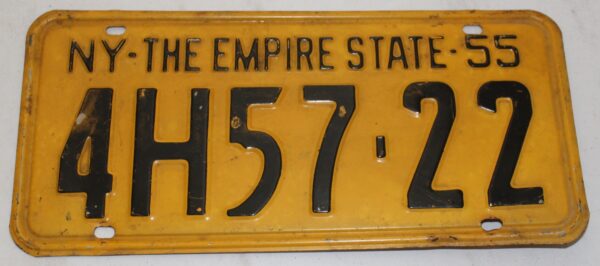 NY-THE EMPIRE STATE-55
4H57-22